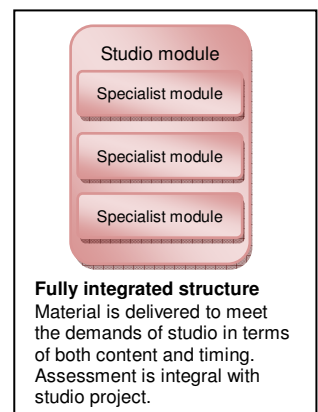 Studio module
Specialist module
Specialist module
Specialist module
Fully integrated structure
Material is delivered to meet
the demands of studio in terms
of both content and timing.
Assessment is integral with
studio project.